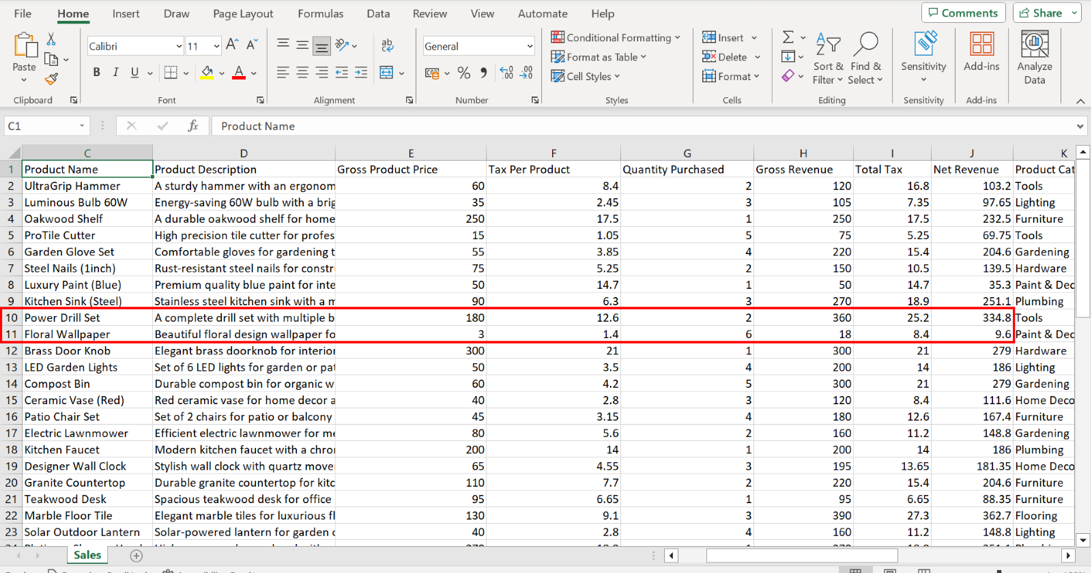 File Home Insert Draw Page Layout Formulas Data Review View Automate Help Comments Share
Paste Calibri 11 General Conditional Formatting Format as Table Cell Styles Insert Delete Format Sort & Filter Find & Select Sensitivity Add-ins Analyze Data
Clipboard Font Alignment Number Styles Cells Editing Sensitivity Add-ins
C1 fx Product Name
C D E F G H I J K
1 Product Name Product Description Gross Product Price Tax Per Product Quantity Purchased Gross Revenue Total Tax Net Revenue Product Cat
2 UltraGrip Hammer A sturdy hammer with an ergonom 60 8.4 2 120 16.8 103.2 Tools
3 Luminous Bulb 60W Energy-saving 60W bulb with a brig 35 2.45 3 105 7.35 97.65 Lighting
4 Oakwood Shelf A durable oakwood shelf for home 250 17.5 1 250 17.5 232.5 Furniture
5 ProTile Cutter High precision tile cutter for profes 15 1.05 5 75 5.25 69.75 Tools
6 Garden Glove Set Comfortable gloves for gardening t 55 3.85 4 220 15.4 204.6 Gardening
7 Steel Nails (1inch) Rust-resistant steel nails for constr 75 5.25 2 150 10.5 139.5 Hardware
8 Luxury Paint (Blue) Premium quality blue paint for inte 50 14.7 1 50 14.7 35.3 Paint & Dec
9 Kitchen Sink (Steel) Stainless steel kitchen sink with a m 90 6.3 3 270 18.9 251.1 Plumbing
10 Power Drill Set A complete drill set with multiple b 180 12.6 2 360 25.2 334.8 Tools
11 Floral Wallpaper Beautiful floral design wallpaper fo 3 1.4 6 18 8.4 9.6 Paint & Dec
12 Brass Door Knob Elegant brass doorknob for interior 300 21 1 300 21 279 Hardware
13 LED Garden Lights Set of 6 LED lights for garden or pat 50 3.5 4 200 14 186 Lighting
14 Compost Bin Durable compost bin for organic w 60 4.2 5 300 21 279 Gardening
15 Ceramic Vase (Red) Red ceramic vase for home decor a 40 2.8 3 120 8.4 111.6 Home Deco
16 Patio Chair Set Set of 2 chairs for patio or balcony 45 3.15 4 180 12.6 167.4 Furniture
17 Electric Lawnmower Efficient electric lawnmower for me 80 5.6 2 160 11.2 148.8 Gardening
18 Kitchen Faucet Modern kitchen faucet with a chro 200 14 1 200 14 186 Plumbing
19 Designer Wall Clock Stylish wall clock with quartz move 65 4.55 3 195 13.65 181.35 Home Deco
20 Granite Countertop Durable granite countertop for kitc 110 7.7 2 220 15.4 204.6 Furniture
21 Teakwood Desk Spacious teakwood desk for office 95 6.65 1 95 6.65 88.35 Furniture
22 Marble Floor Tile Elegant marble tiles for luxurious fl 130 9.1 3 390 27.3 362.7 Flooring
23 Solar Outdoor Lantern Solar-powered lantern for garden 40 2.8 4 160 11.2 148.8 Lighting
Sales